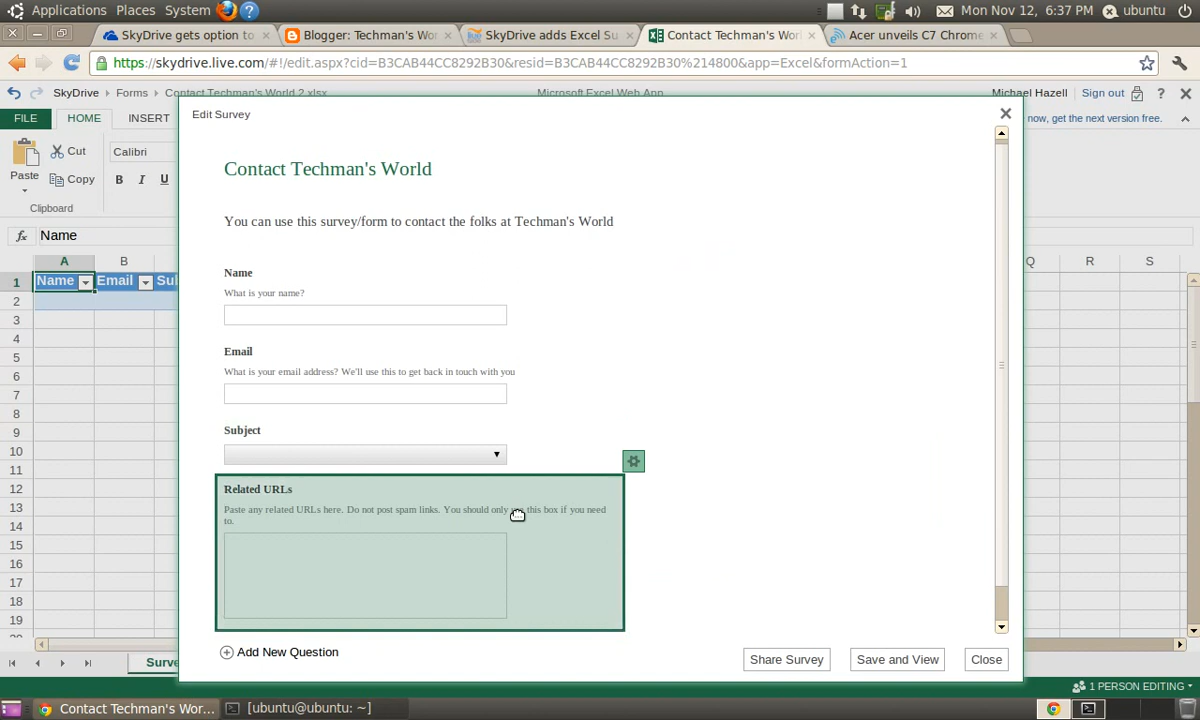 Applications Places System Mon Nov 12, 6:37 PM ubuntu
SkyDrive gets option to Blogger: Techman's Wo SkyDrive adds Excel Su Contact Techman's Wor Acer unveils C7 Chrome
https://skydrive.live.com/#!/edit.aspx?cid=B3CAB44CC8292B30&resid=B3CAB44CC8292B30%214800&app=Excel&formAction=1
SkyDrive Forms Contact Techman's World 2.xlsx Microsoft Excel Web App Michael Hazell Sign out ?
FILE HOME INSERT now, get the next version free.
Edit Survey
Paste Cut Calibri
Copy B I U
Clipboard
fx Name
A B Q R S
1 Name Email Su
2
3
4
5
6
7
8
9
10
11
12
13
14
15
16
17
18
19
Contact Techman's World
You can use this survey/form to contact the folks at Techman's World
Name
What is your name?
Email
What is your email address? We'll use this to get back in touch with you
Subject
Related URLs
Paste any related URLs here. Do not post spam links. You should only this box if you need
to.
Add New Question
Share Survey Save and View Close
Surve
1 PERSON EDITING
Contact Techman's Wor... [ubuntu@ubuntu: ~]